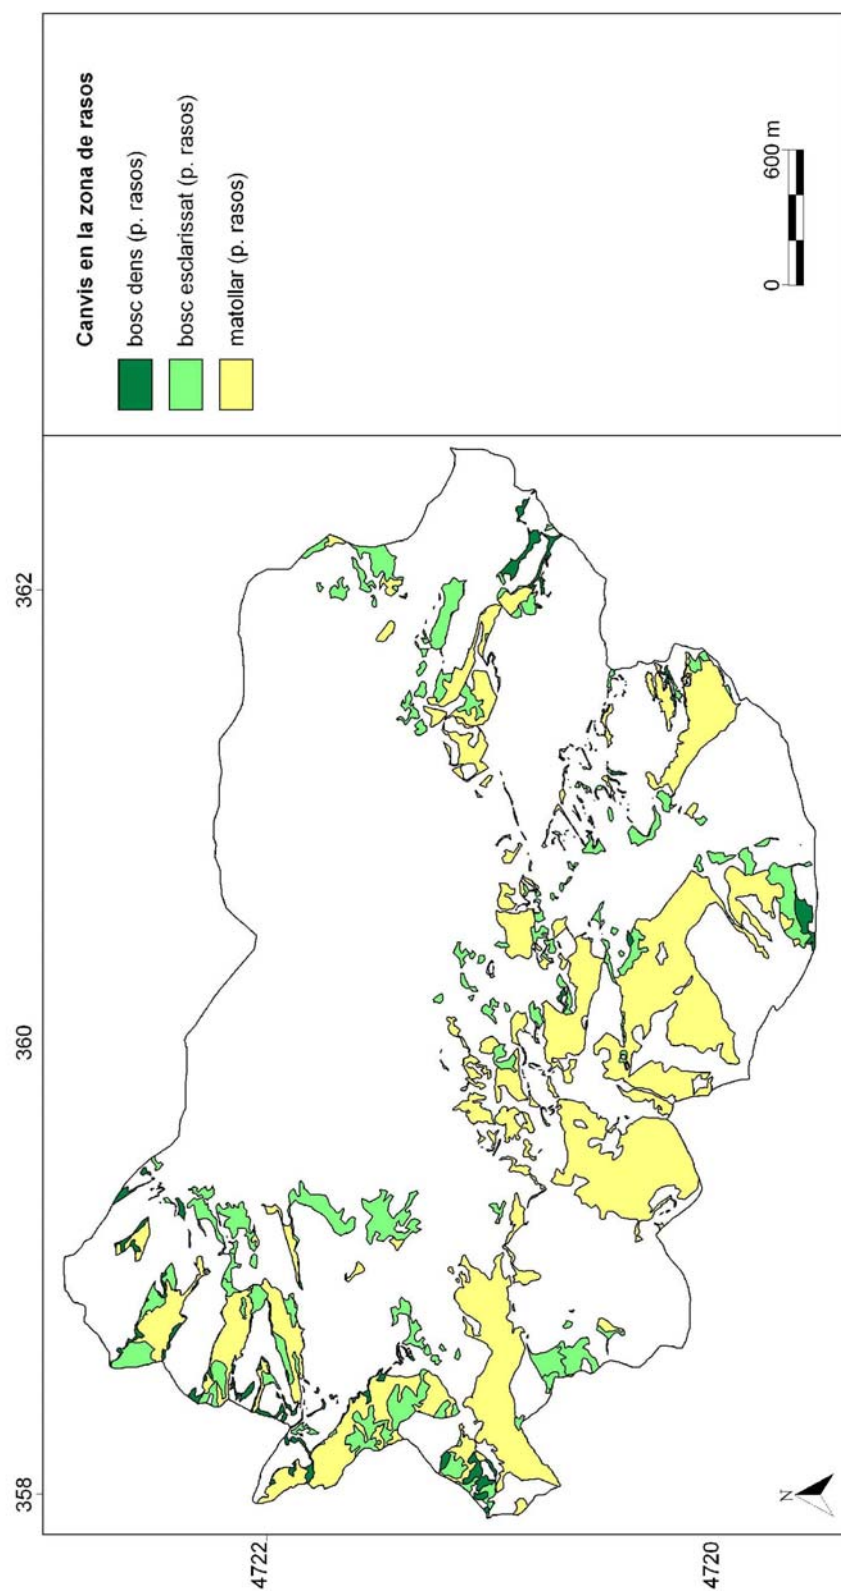 Canvis en la zona de rasos
bosc dens (p. rasos)
bosc esclarissat (p. rasos)
matollar (p. rasos)
0 600 m
358
360
362
4722
4720
N